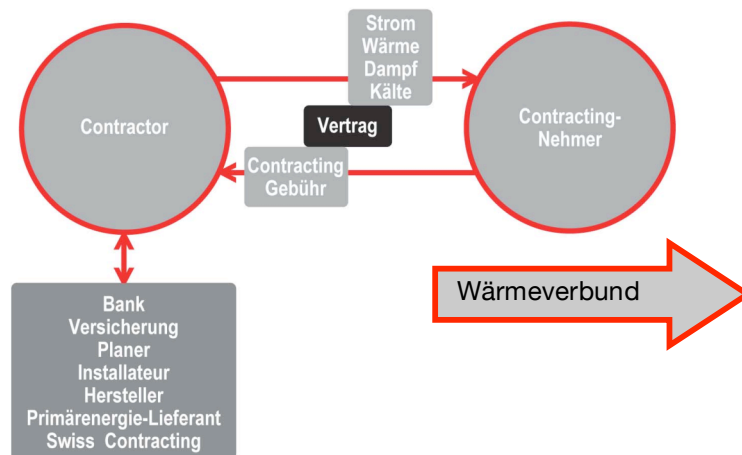 Strom
Wärme
Dampf
Kälte
Contractor
Vertrag
Contracting-
Nehmer
Contracting
Gebühr
Wärmeverbund
Bank
Versicherung
Planer
Installateur
Hersteller
Primärenergie-Lieferant
Swiss Contracting